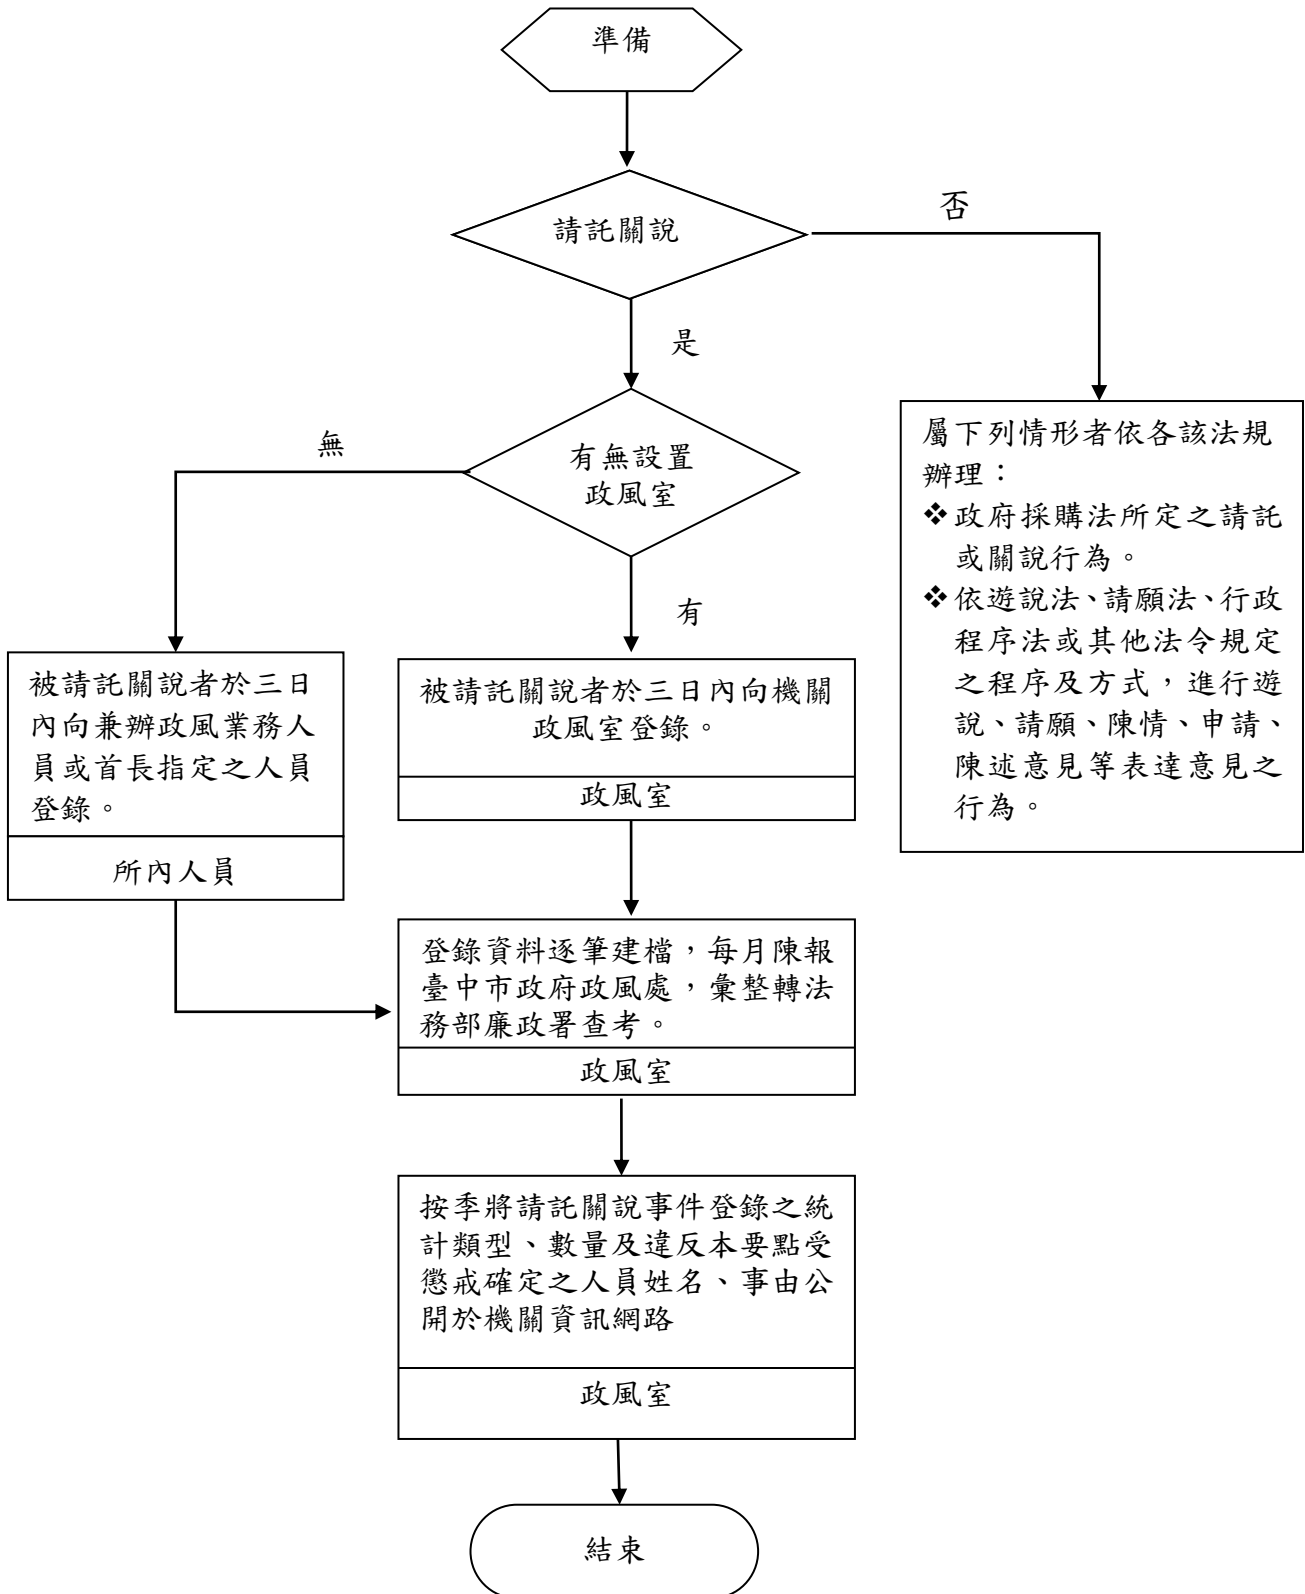 準備
請託關說
否
是
有無設置
政風室
無
有
屬下列情形者依各該法規
辦理：
❖政府採購法所定之請託
或關說行為。
❖依遊說法、請願法、行政
程序法或其他法令規定
之程序及方式，進行遊
說、請願、陳情、申請、
陳述意見等表達意見之
行為。
被請託關說者於三日
內向兼辦政風業務人
員或首長指定之人員
登錄。
所內人員
被請託關說者於三日內向機關
政風室登錄。
政風室
登錄資料逐筆建檔，每月陳報
臺中市政府政風處，彙整轉法
務部廉政署查考。
政風室
按季將請託關說事件登錄之統
計類型、數量及違反本要點受
懲戒確定之人員姓名、事由公
開於機關資訊網路
政風室
結束